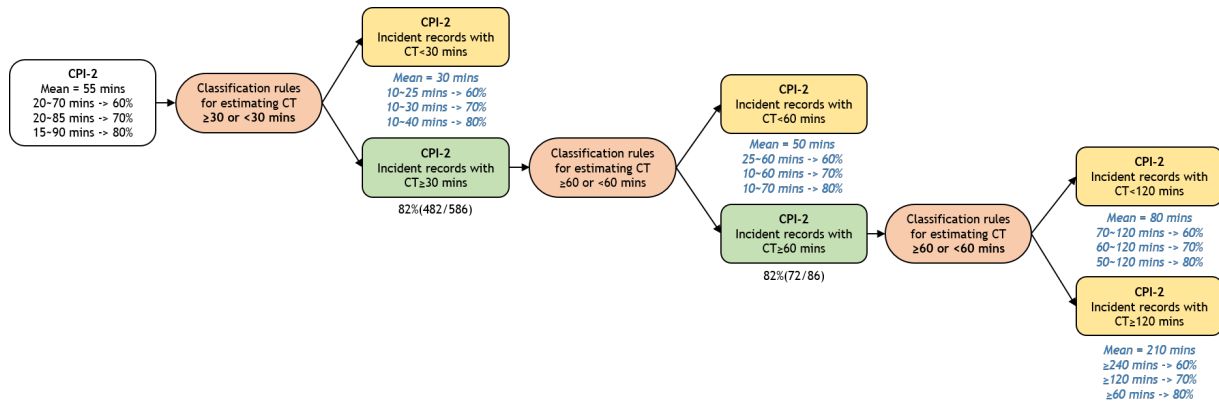 CPI-2
Mean = 55 mins
20~70 mins -> 60%
20~85 mins -> 70%
15~90 mins -> 80%
Classification rules
for estimating CT
≥30 or <30 mins
CPI-2
Incident records with
CT<30 mins
Mean = 30 mins
10~25 mins -> 60%
10~30 mins -> 70%
10~40 mins -> 80%
CPI-2
Incident records with
CT≥30 mins
82%(482/586)
Classification rules
for estimating CT
≥60 or <60 mins
CPI-2
Incident records with
CT<60 mins
Mean = 50 mins
25~60 mins -> 60%
10~60 mins -> 70%
10~70 mins -> 80%
CPI-2
Incident records with
CT≥60 mins
82%(72/86)
Classification rules
for estimating CT
≥60 or <60 mins
CPI-2
Incident records with
CT<120 mins
Mean = 80 mins
70~120 mins -> 60%
60~120 mins -> 70%
50~120 mins -> 80%
CPI-2
Incident records with
CT≥120 mins
Mean = 210 mins
≥240 mins -> 60%
≥120 mins -> 70%
≥60 mins -> 80%